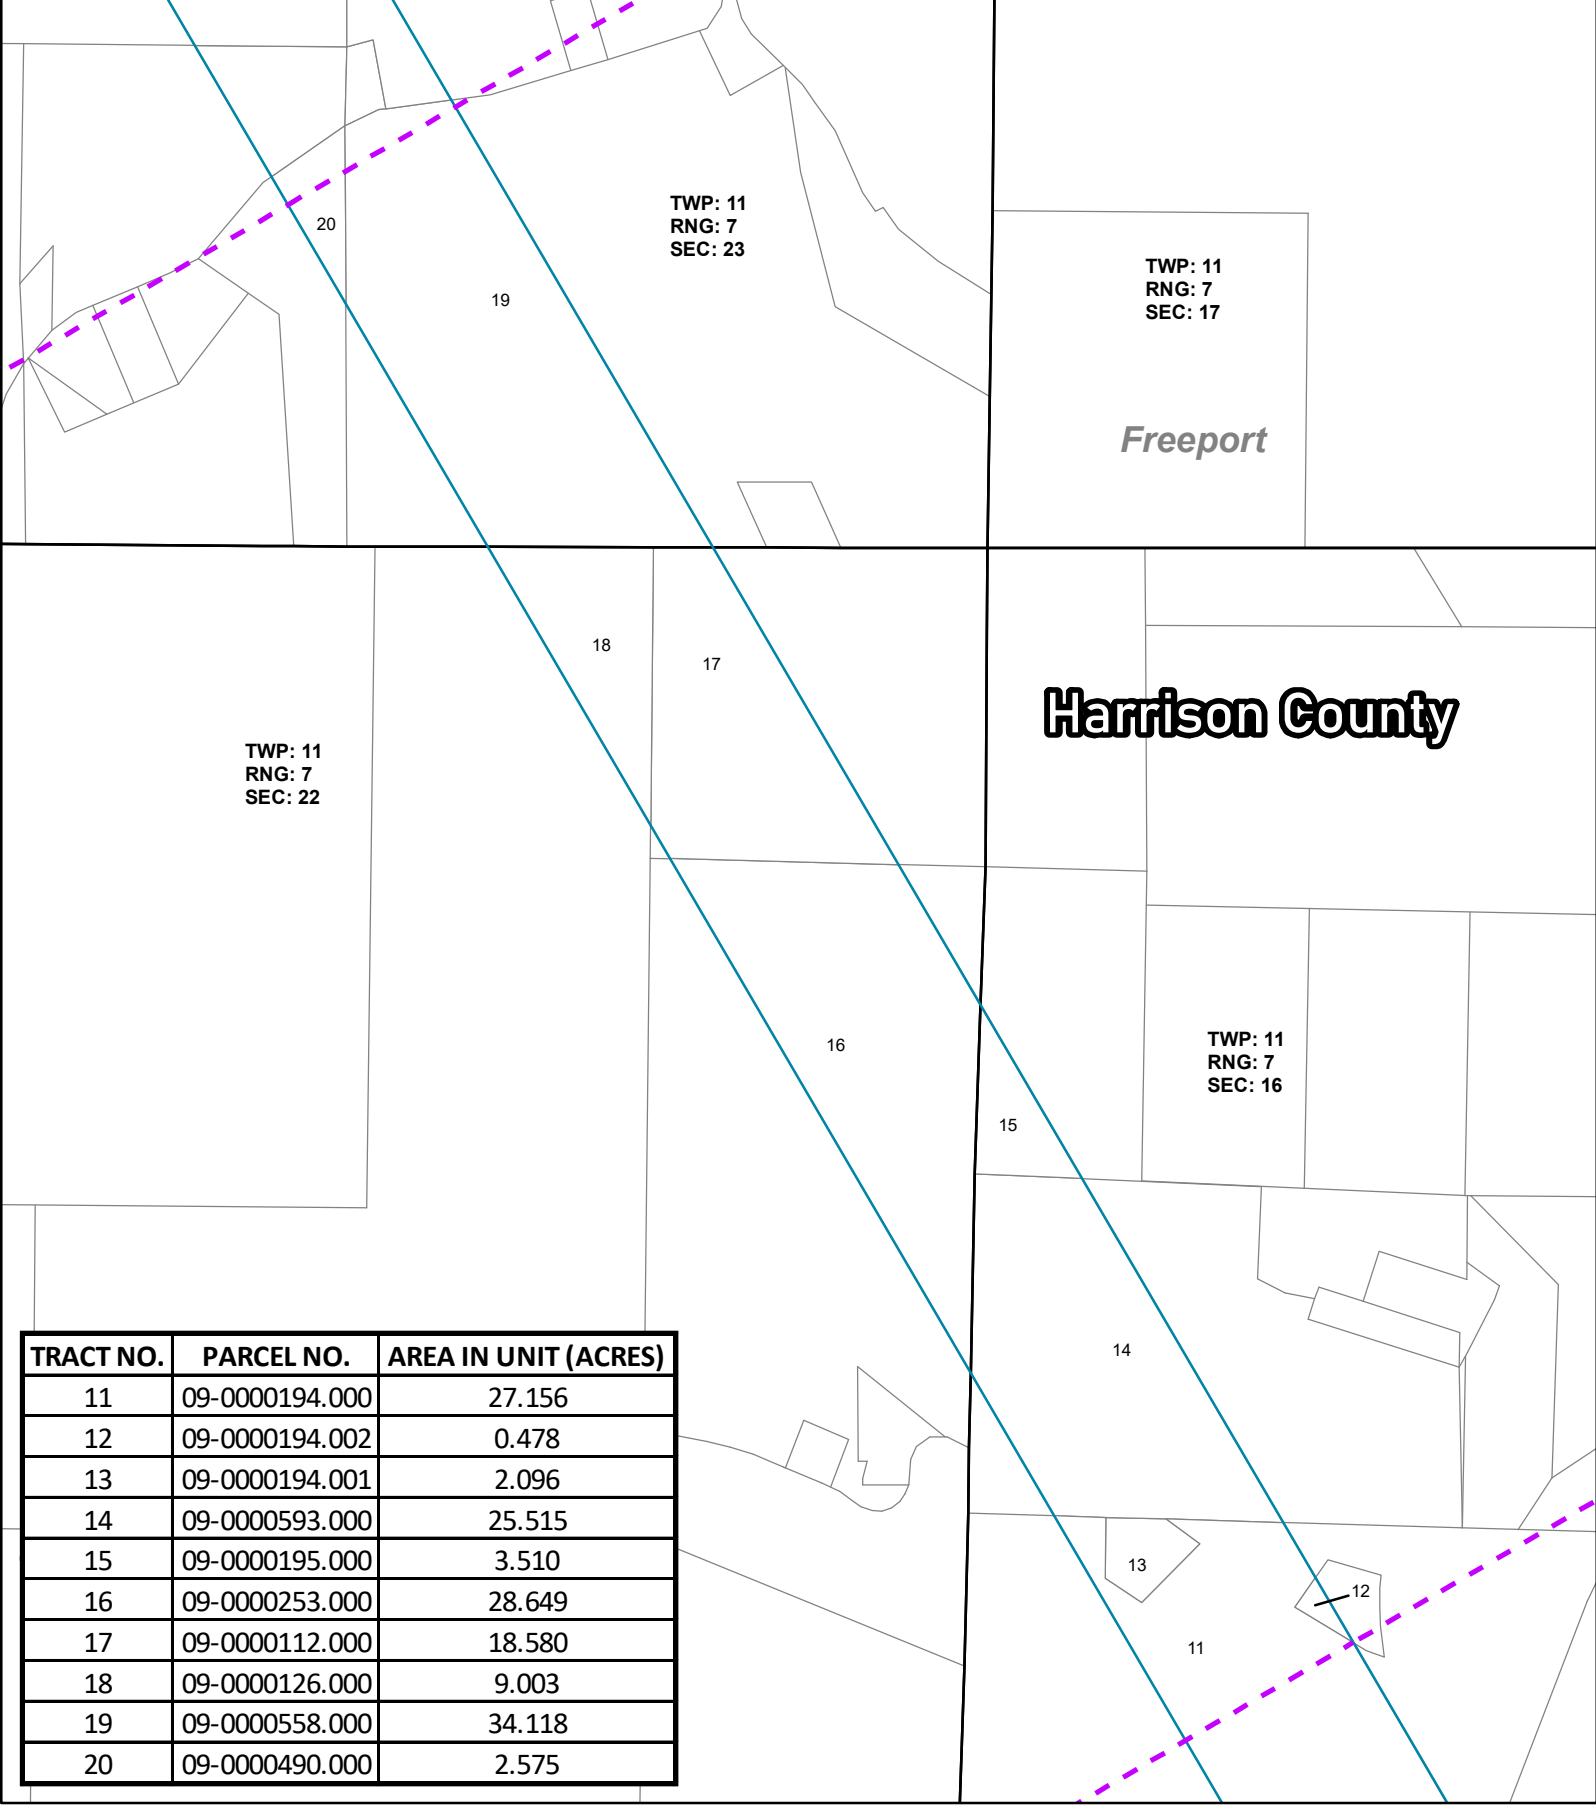 20
19
TWP: 11
RNG: 7
SEC: 23
TWP: 11
RNG: 7
SEC: 17
Freeport
18
17
Harrison County
TWP: 11
RNG: 7
SEC: 22
16
TWP: 11
RNG: 7
SEC: 16
15
14
13
12
11
TRACT NO. PARCEL NO. AREA IN UNIT (ACRES)
11 09-0000194.000 27.156
12 09-0000194.002 0.478
13 09-0000194.001 2.096
14 09-0000593.000 25.515
15 09-0000195.000 3.510
16 09-0000253.000 28.649
17 09-0000112.000 18.580
18 09-0000126.000 9.003
19 09-0000558.000 34.118
20 09-0000490.000 2.575